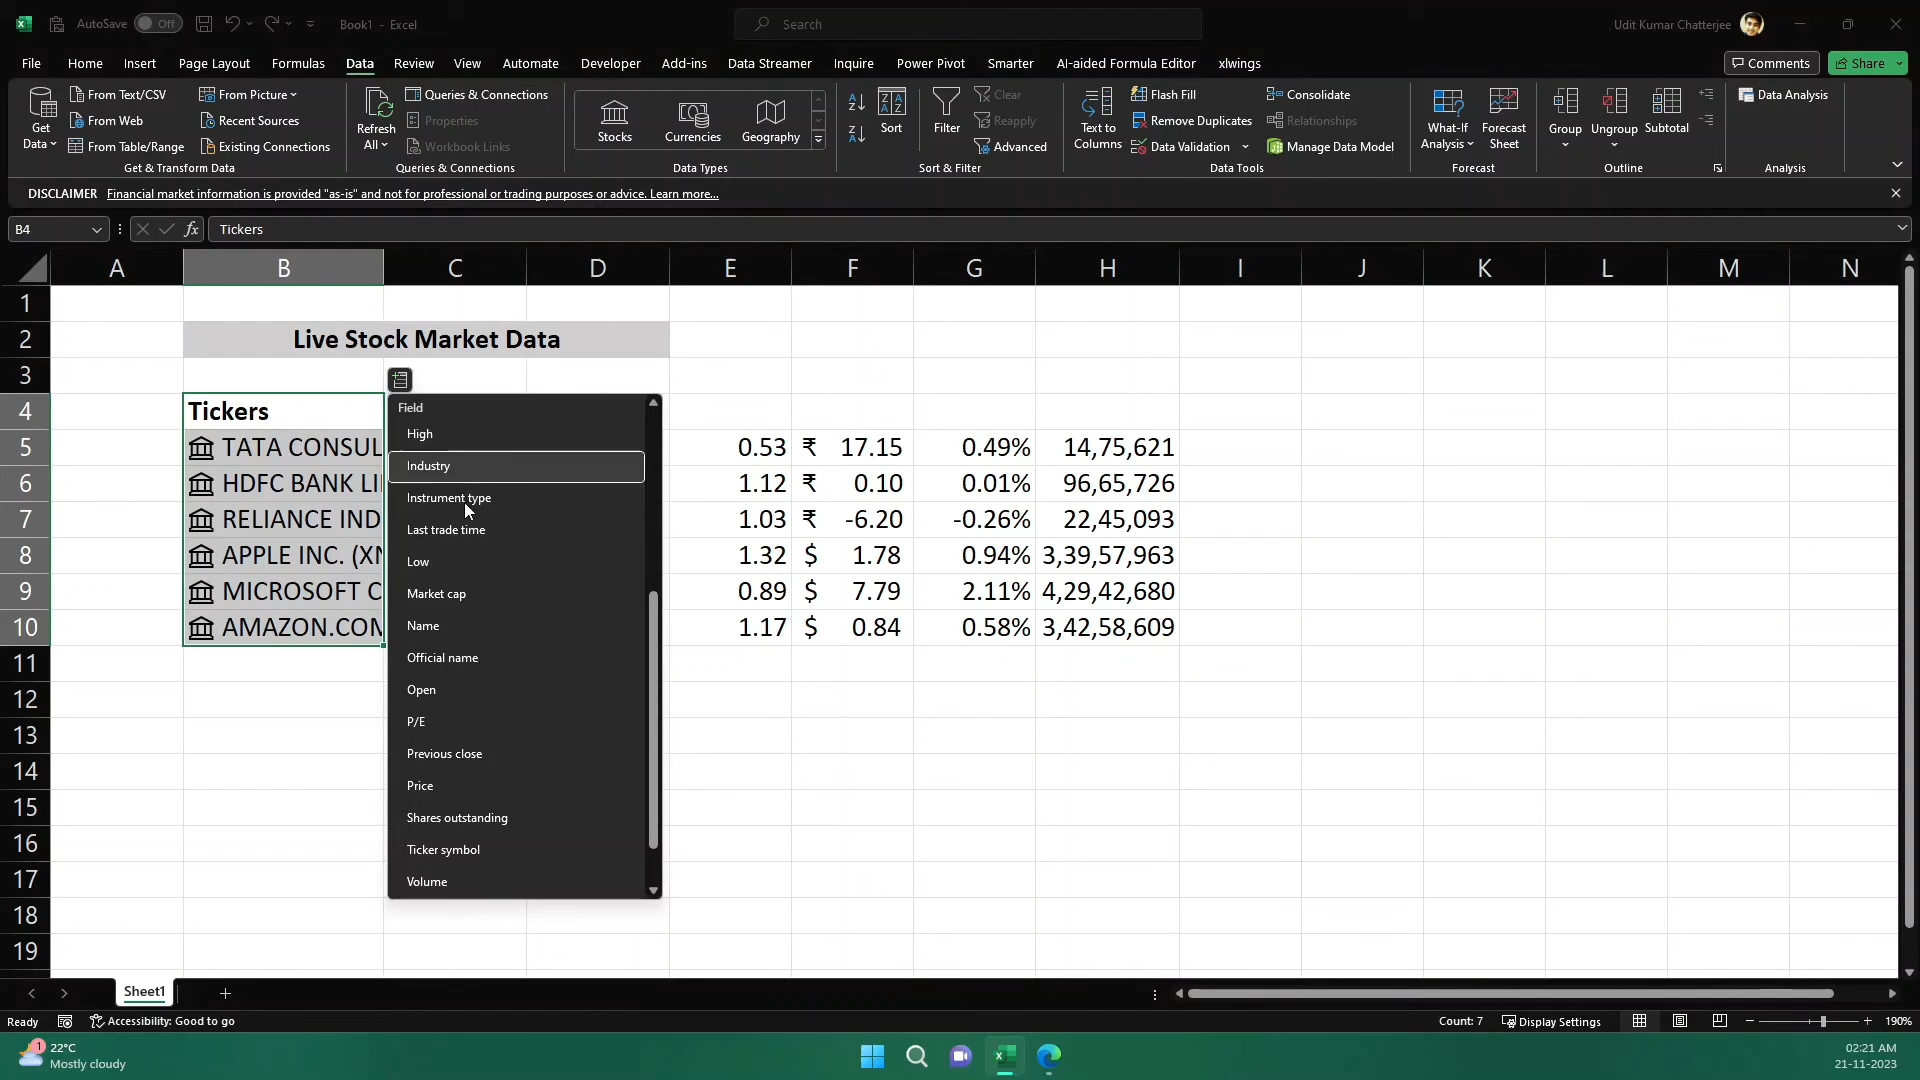 AutoSave Off Book1 - Excel Search Udit Kumar Chatterjee
File Home Insert Page Layout Formulas Data Review View Automate Developer Add-ins Data Streamer Inquire Power Pivot Smarter AI-aided Formula Editor xlwings Comments Share
Get Data
From Text/CSV
From Web
From Table/Range
From Picture
Recent Sources
Existing Connections
Get & Transform Data
Refresh All
Queries & Connections
Properties
Workbook Links
Queries & Connections
Stocks Currencies Geography
Data Types
Sort
Filter
Clear
Reapply
Advanced
Sort & Filter
Text to Columns
Flash Fill
Remove Duplicates
Data Validation
Consolidate
Relationships
Manage Data Model
Data Tools
What-If Analysis
Forecast Sheet
Forecast
Group Ungroup Subtotal
Outline
Data Analysis
Analysis
DISCLAIMER Financial market information is provided "as-is" and not for professional or trading purposes or advice. Learn more...
B4 fx Tickers
A B C D E F G H I J K L M N
1
2 Live Stock Market Data
3
4 Tickers
5 TATA CONSUL 0.53 ₹ 17.15 0.49% 14,75,621
6 HDFC BANK LI 1.12 ₹ 0.10 0.01% 96,65,726
7 RELIANCE IND 1.03 ₹ -6.20 -0.26% 22,45,093
8 APPLE INC. (XN 1.32 $ 1.78 0.94% 3,39,57,963
9 MICROSOFT C 0.89 $ 7.79 2.11% 4,29,42,680
10 AMAZON.COM 1.17 $ 0.84 0.58% 3,42,58,609
11
12
13
14
15
16
17
18
19
Field
High
Industry
Instrument type
Last trade time
Low
Market cap
Name
Official name
Open
P/E
Previous close
Price
Shares outstanding
Ticker symbol
Volume
Sheet1
Ready Accessibility: Good to go Count: 7 Display Settings 190%
1
22°C
Mostly cloudy
02:21 AM
21-11-2023